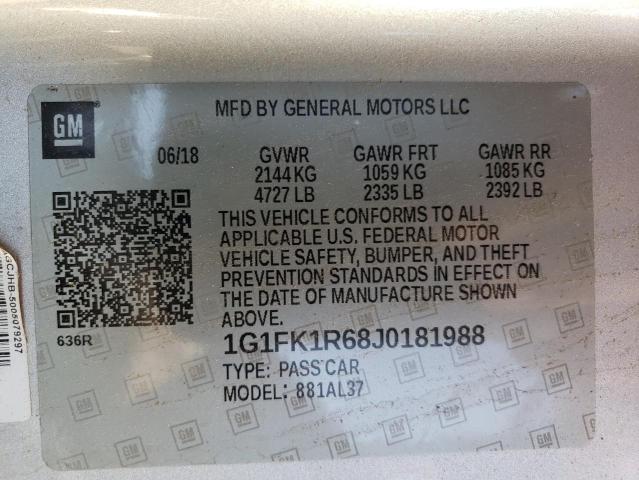 GM
MFD BY GENERAL MOTORS LLC
06/18 GVWR GAWR FRT GAWR RR
2144 KG 1059 KG 1085 KG
4727 LB 2335 LB 2392 LB
THIS VEHICLE CONFORMS TO ALL
APPLICABLE U.S. FEDERAL MOTOR
VEHICLE SAFETY, BUMPER, AND THEFT
PREVENTION STANDARDS IN EFFECT ON
THE DATE OF MANUFACTURE SHOWN
ABOVE.
636R
1G1FK1R68J0181988
TYPE: PASS CAR
MODEL: 881AL37